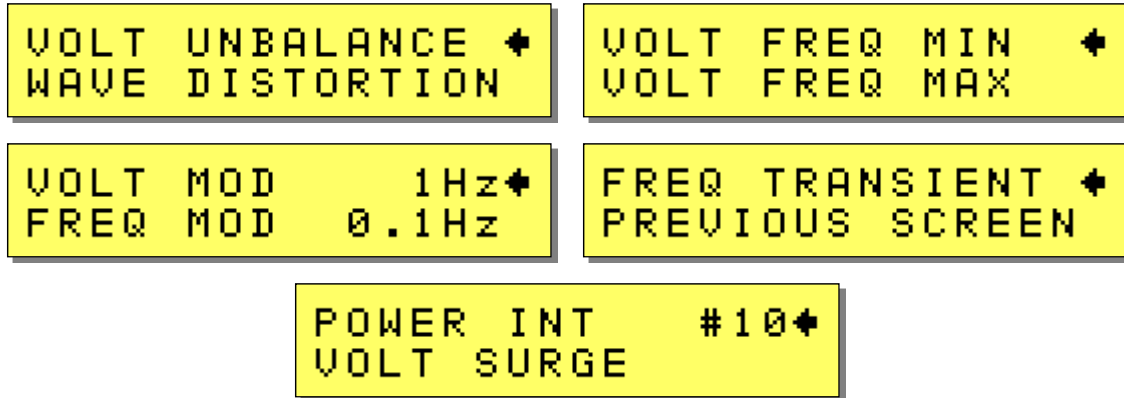 VOLT UNBALANCE
WAVE DISTORTION
VOLT FREQ MIN
VOLT FREQ MAX
VOLT MOD 1Hz
FREQ MOD 0.1Hz
FREQ TRANSIENT
PREVIOUS SCREEN
POWER INT #10
VOLT SURGE